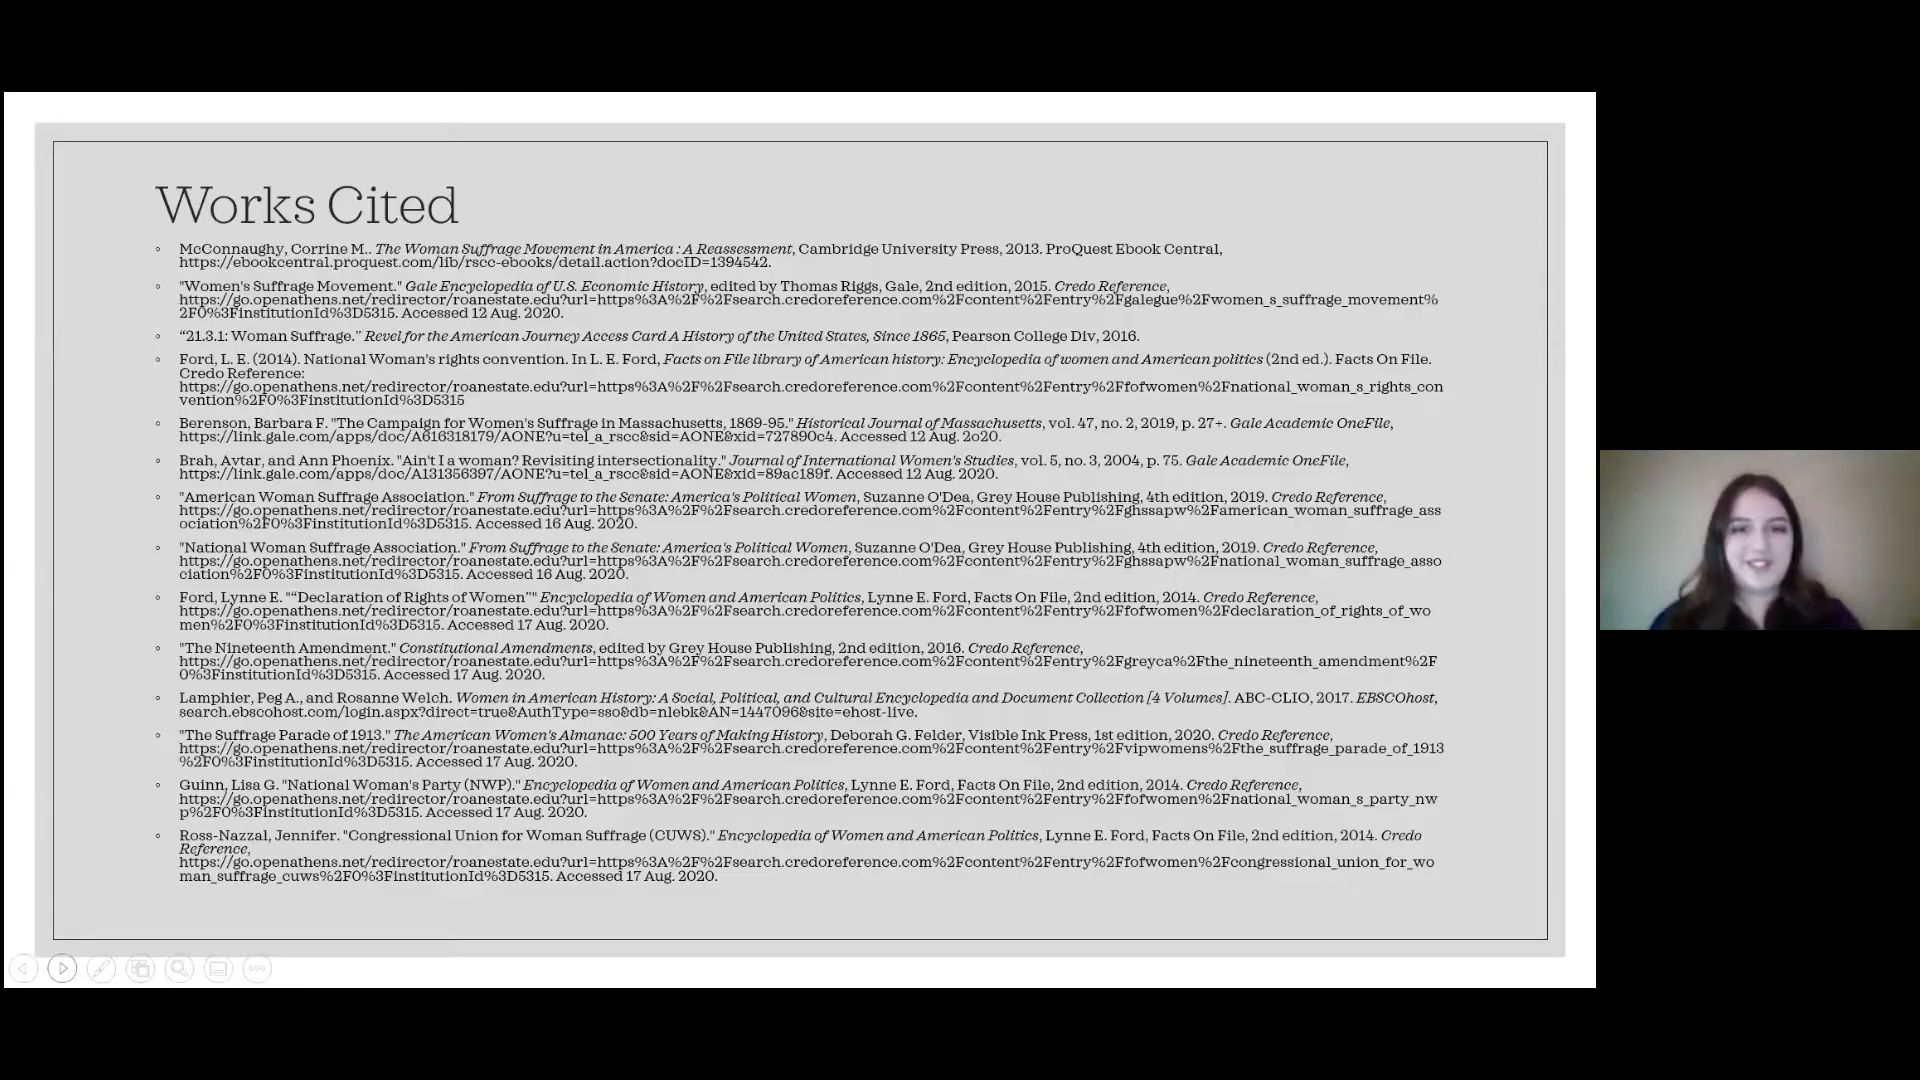 Works Cited
McConnaughy, Corrine M.. The Woman Suffrage Movement in America : A Reassessment, Cambridge University Press, 2013. ProQuest Ebook Central,
https://ebookcentral.proquest.com/lib/rscc-ebooks/detail.action?docID=1394542.
"Women's Suffrage Movement." Gale Encyclopedia of U.S. Economic History, edited by Thomas Riggs, Gale, 2nd edition, 2015. Credo Reference,
https://go.openathens.net/redirector/roanestate.edu?url=https%3A%2F%2Fsearch.credoreference.com%2Fcontent%2Fentry%2Fgalegue%2Fwomen_s_suffrage_movement%
2F0%3FinstitutionId%3D5315. Accessed 12 Aug. 2020.
“21.3.1: Woman Suffrage.” Revel for the American Journey Access Card A History of the United States, Since 1865, Pearson College Div, 2016.
Ford, L. E. (2014). National Woman's rights convention. In L. E. Ford, Facts on File library of American history: Encyclopedia of women and American politics (2nd ed.). Facts On File.
Credo Reference:
https://go.openathens.net/redirector/roanestate.edu?url=https%3A%2F%2Fsearch.credoreference.com%2Fcontent%2Fentry%2Ffofwomen%2Fnational_woman_s_rights_con
vention%2F0%3FinstitutionId%3D5315
Berenson, Barbara F. "The Campaign for Women's Suffrage in Massachusetts, 1869-95." Historical Journal of Massachusetts, vol. 47, no. 2, 2019, p. 27+. Gale Academic OneFile,
https://link.gale.com/apps/doc/A616318179/AONE?u=tel_a_rscc&sid=AONE&xid=727890c4. Accessed 12 Aug. 2o20.
Brah, Avtar, and Ann Phoenix. "Ain't I a woman? Revisiting intersectionality." Journal of International Women's Studies, vol. 5, no. 3, 2004, p. 75. Gale Academic OneFile,
https://link.gale.com/apps/doc/A131356397/AONE?u=tel_a_rscc&sid=AONE&xid=89ac189f. Accessed 12 Aug. 2020.
"American Woman Suffrage Association." From Suffrage to the Senate: America's Political Women, Suzanne O'Dea, Grey House Publishing, 4th edition, 2019. Credo Reference,
https://go.openathens.net/redirector/roanestate.edu?url=https%3A%2F%2Fsearch.credoreference.com%2Fcontent%2Fentry%2Fghssapw%2Famerican_woman_suffrage_ass
ociation%2F0%3FinstitutionId%3D5315. Accessed 16 Aug. 2020.
"National Woman Suffrage Association." From Suffrage to the Senate: America's Political Women, Suzanne O'Dea, Grey House Publishing, 4th edition, 2019. Credo Reference,
https://go.openathens.net/redirector/roanestate.edu?url=https%3A%2F%2Fsearch.credoreference.com%2Fcontent%2Fentry%2Fghssapw%2Fnational_woman_suffrage_asso
ciation%2F0%3FinstitutionId%3D5315. Accessed 16 Aug. 2020.
Ford, Lynne E. "“Declaration of Rights of Women”" Encyclopedia of Women and American Politics, Lynne E. Ford, Facts On File, 2nd edition, 2014. Credo Reference,
https://go.openathens.net/redirector/roanestate.edu?url=https%3A%2F%2Fsearch.credoreference.com%2Fcontent%2Fentry%2Ffofwomen%2Fdeclaration_of_rights_of_wo
men%2F0%3FinstitutionId%3D5315. Accessed 17 Aug. 2020.
"The Nineteenth Amendment." Constitutional Amendments, edited by Grey House Publishing, 2nd edition, 2016. Credo Reference,
https://go.openathens.net/redirector/roanestate.edu?url=https%3A%2F%2Fsearch.credoreference.com%2Fcontent%2Fentry%2Fgreyca%2Fthe_nineteenth_amendment%2F
0%3FinstitutionId%3D5315. Accessed 17 Aug. 2020.
Lamphier, Peg A., and Rosanne Welch. Women in American History: A Social, Political, and Cultural Encyclopedia and Document Collection [4 Volumes]. ABC-CLIO, 2017. EBSCOhost,
search.ebscohost.com/login.aspx?direct=true&AuthType=sso&db=nlebk&AN=1447096&site=ehost-live.
"The Suffrage Parade of 1913." The American Women's Almanac: 500 Years of Making History, Deborah G. Felder, Visible Ink Press, 1st edition, 2020. Credo Reference,
https://go.openathens.net/redirector/roanestate.edu?url=https%3A%2F%2Fsearch.credoreference.com%2Fcontent%2Fentry%2Fvipwomens%2Fthe_suffrage_parade_of_1913
%2F0%3FinstitutionId%3D5315. Accessed 17 Aug. 2020.
Guinn, Lisa G. "National Woman's Party (NWP)." Encyclopedia of Women and American Politics, Lynne E. Ford, Facts On File, 2nd edition, 2014. Credo Reference,
https://go.openathens.net/redirector/roanestate.edu?url=https%3A%2F%2Fsearch.credoreference.com%2Fcontent%2Fentry%2Ffofwomen%2Fnational_woman_s_party_nw
p%2F0%3FinstitutionId%3D5315. Accessed 17 Aug. 2020.
Ross-Nazzal, Jennifer. "Congressional Union for Woman Suffrage (CUWS)." Encyclopedia of Women and American Politics, Lynne E. Ford, Facts On File, 2nd edition, 2014. Credo
Reference,
https://go.openathens.net/redirector/roanestate.edu?url=https%3A%2F%2Fsearch.credoreference.com%2Fcontent%2Fentry%2Ffofwomen%2Fcongressional_union_for_wo
man_suffrage_cuws%2F0%3FinstitutionId%3D5315. Accessed 17 Aug. 2020.